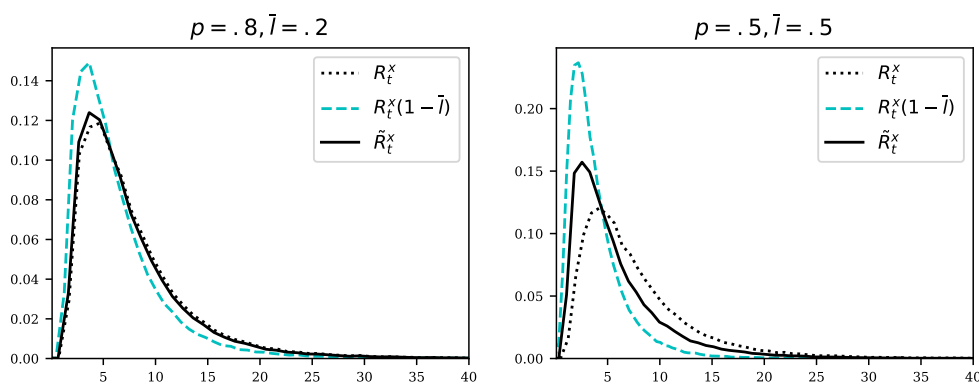 p = .8, l̄ = .2
0.14
0.12
0.10
0.08
0.06
0.04
0.02
0.00
5 10 15 20 25 30 35 40
R_t^x
R_t^x(1 − l̄)
R̃_t^x
p = .5, l̄ = .5
0.20
0.15
0.10
0.05
0.00
5 10 15 20 25 30 35 40
R_t^x
R_t^x(1 − l̄)
R̃_t^x